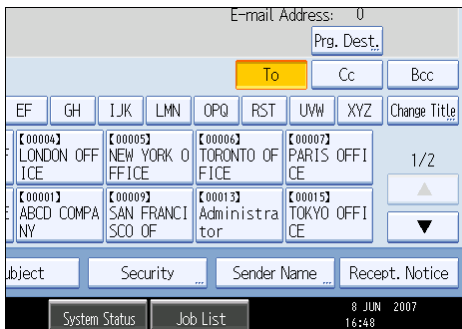 E-mail Address: 0
Prg. Dest.
To Cc Bcc
EF GH IJK LMN OPQ RST UVW XYZ Change Title
【00004】 【00005】 【00006】 【00007】
LONDON OFF NEW YORK O TORONTO OF PARIS OFFI
ICE FFICE FICE CE
1/2
【00001】 【00009】 【00013】 【00015】
ABCD COMPA SAN FRANCI Administra TOKYO OFFI
NY SCO OF tor CE
▼
ubject Security Sender Name Recept. Notice
System Status Job List 8 JUN 2007
16:48